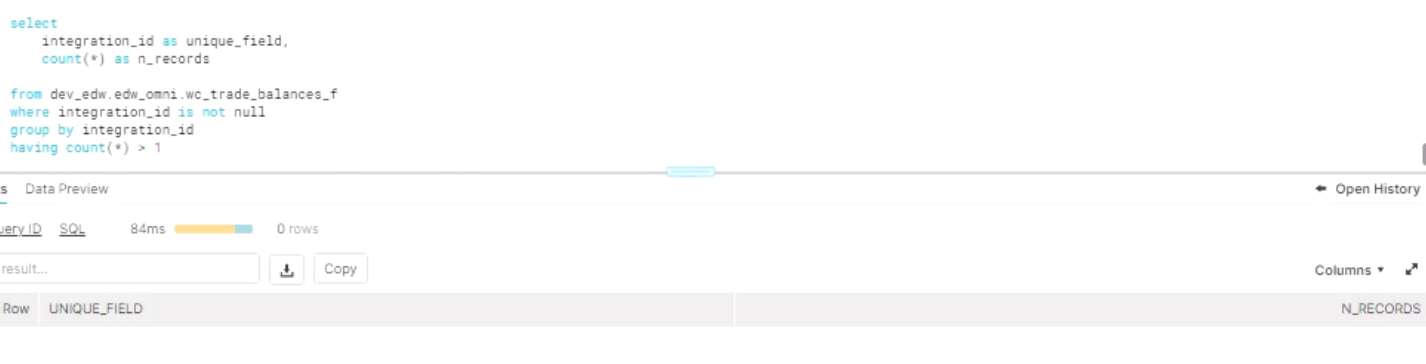 select
integration_id as unique_field,
count(*) as n_records
from dev_edw.edw_omni.wc_trade_balances_f
where integration_id is not null
group by integration_id
having count(*) > 1
s Data Preview
Open History
uery ID SQL 84ms 0 rows
result... Copy
Columns
Row UNIQUE_FIELD N_RECORDS